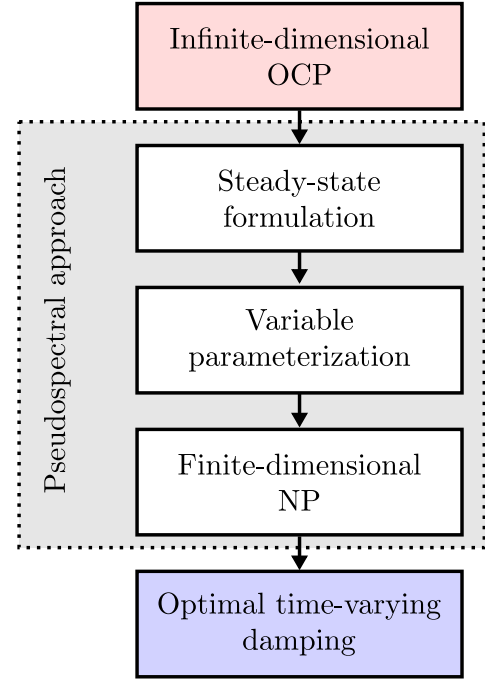 Infinite-dimensional
OCP
Pseudospectral approach
Steady-state
formulation
Variable
parameterization
Finite-dimensional
NP
Optimal time-varying
damping